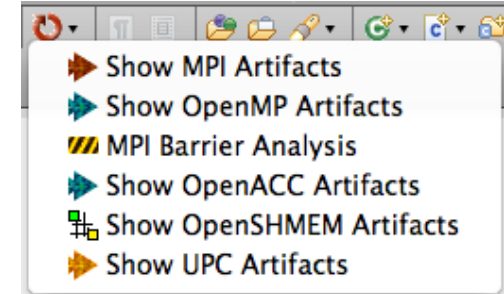 Show MPI Artifacts
Show OpenMP Artifacts
MPI Barrier Analysis
Show OpenACC Artifacts
Show OpenSHMEM Artifacts
Show UPC Artifacts